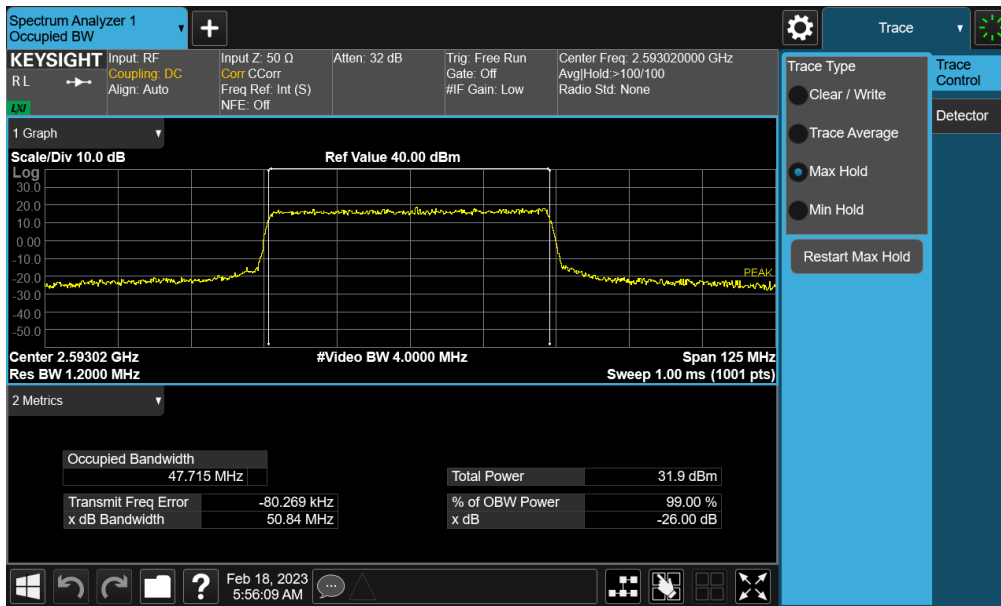 Spectrum Analyzer 1
Occupied BW
Trace
KEYSIGHT
R L
LXI
Input: RF
Coupling: DC
Align: Auto
Input Z: 50 Ω
Corr CCorr
Freq Ref: Int (S)
NFE: Off
Atten: 32 dB
Trig: Free Run
Gate: Off
#IF Gain: Low
Center Freq: 2.593020000 GHz
Avg|Hold:>100/100
Radio Std: None
Trace Type
Clear / Write
Trace Average
Max Hold
Min Hold
Restart Max Hold
Trace
Control
Detector
1 Graph
Scale/Div 10.0 dB
Ref Value 40.00 dBm
Log
30.0
20.0
10.0
0.00
-10.0
-20.0
-30.0
-40.0
-50.0
PEAK
Center 2.59302 GHz
#Video BW 4.0000 MHz
Span 125 MHz
Res BW 1.2000 MHz
Sweep 1.00 ms (1001 pts)
2 Metrics
Occupied Bandwidth
47.715 MHz
Total Power 31.9 dBm
Transmit Freq Error -80.269 kHz
% of OBW Power 99.00 %
x dB Bandwidth 50.84 MHz
x dB -26.00 dB
?
Feb 18, 2023
5:56:09 AM